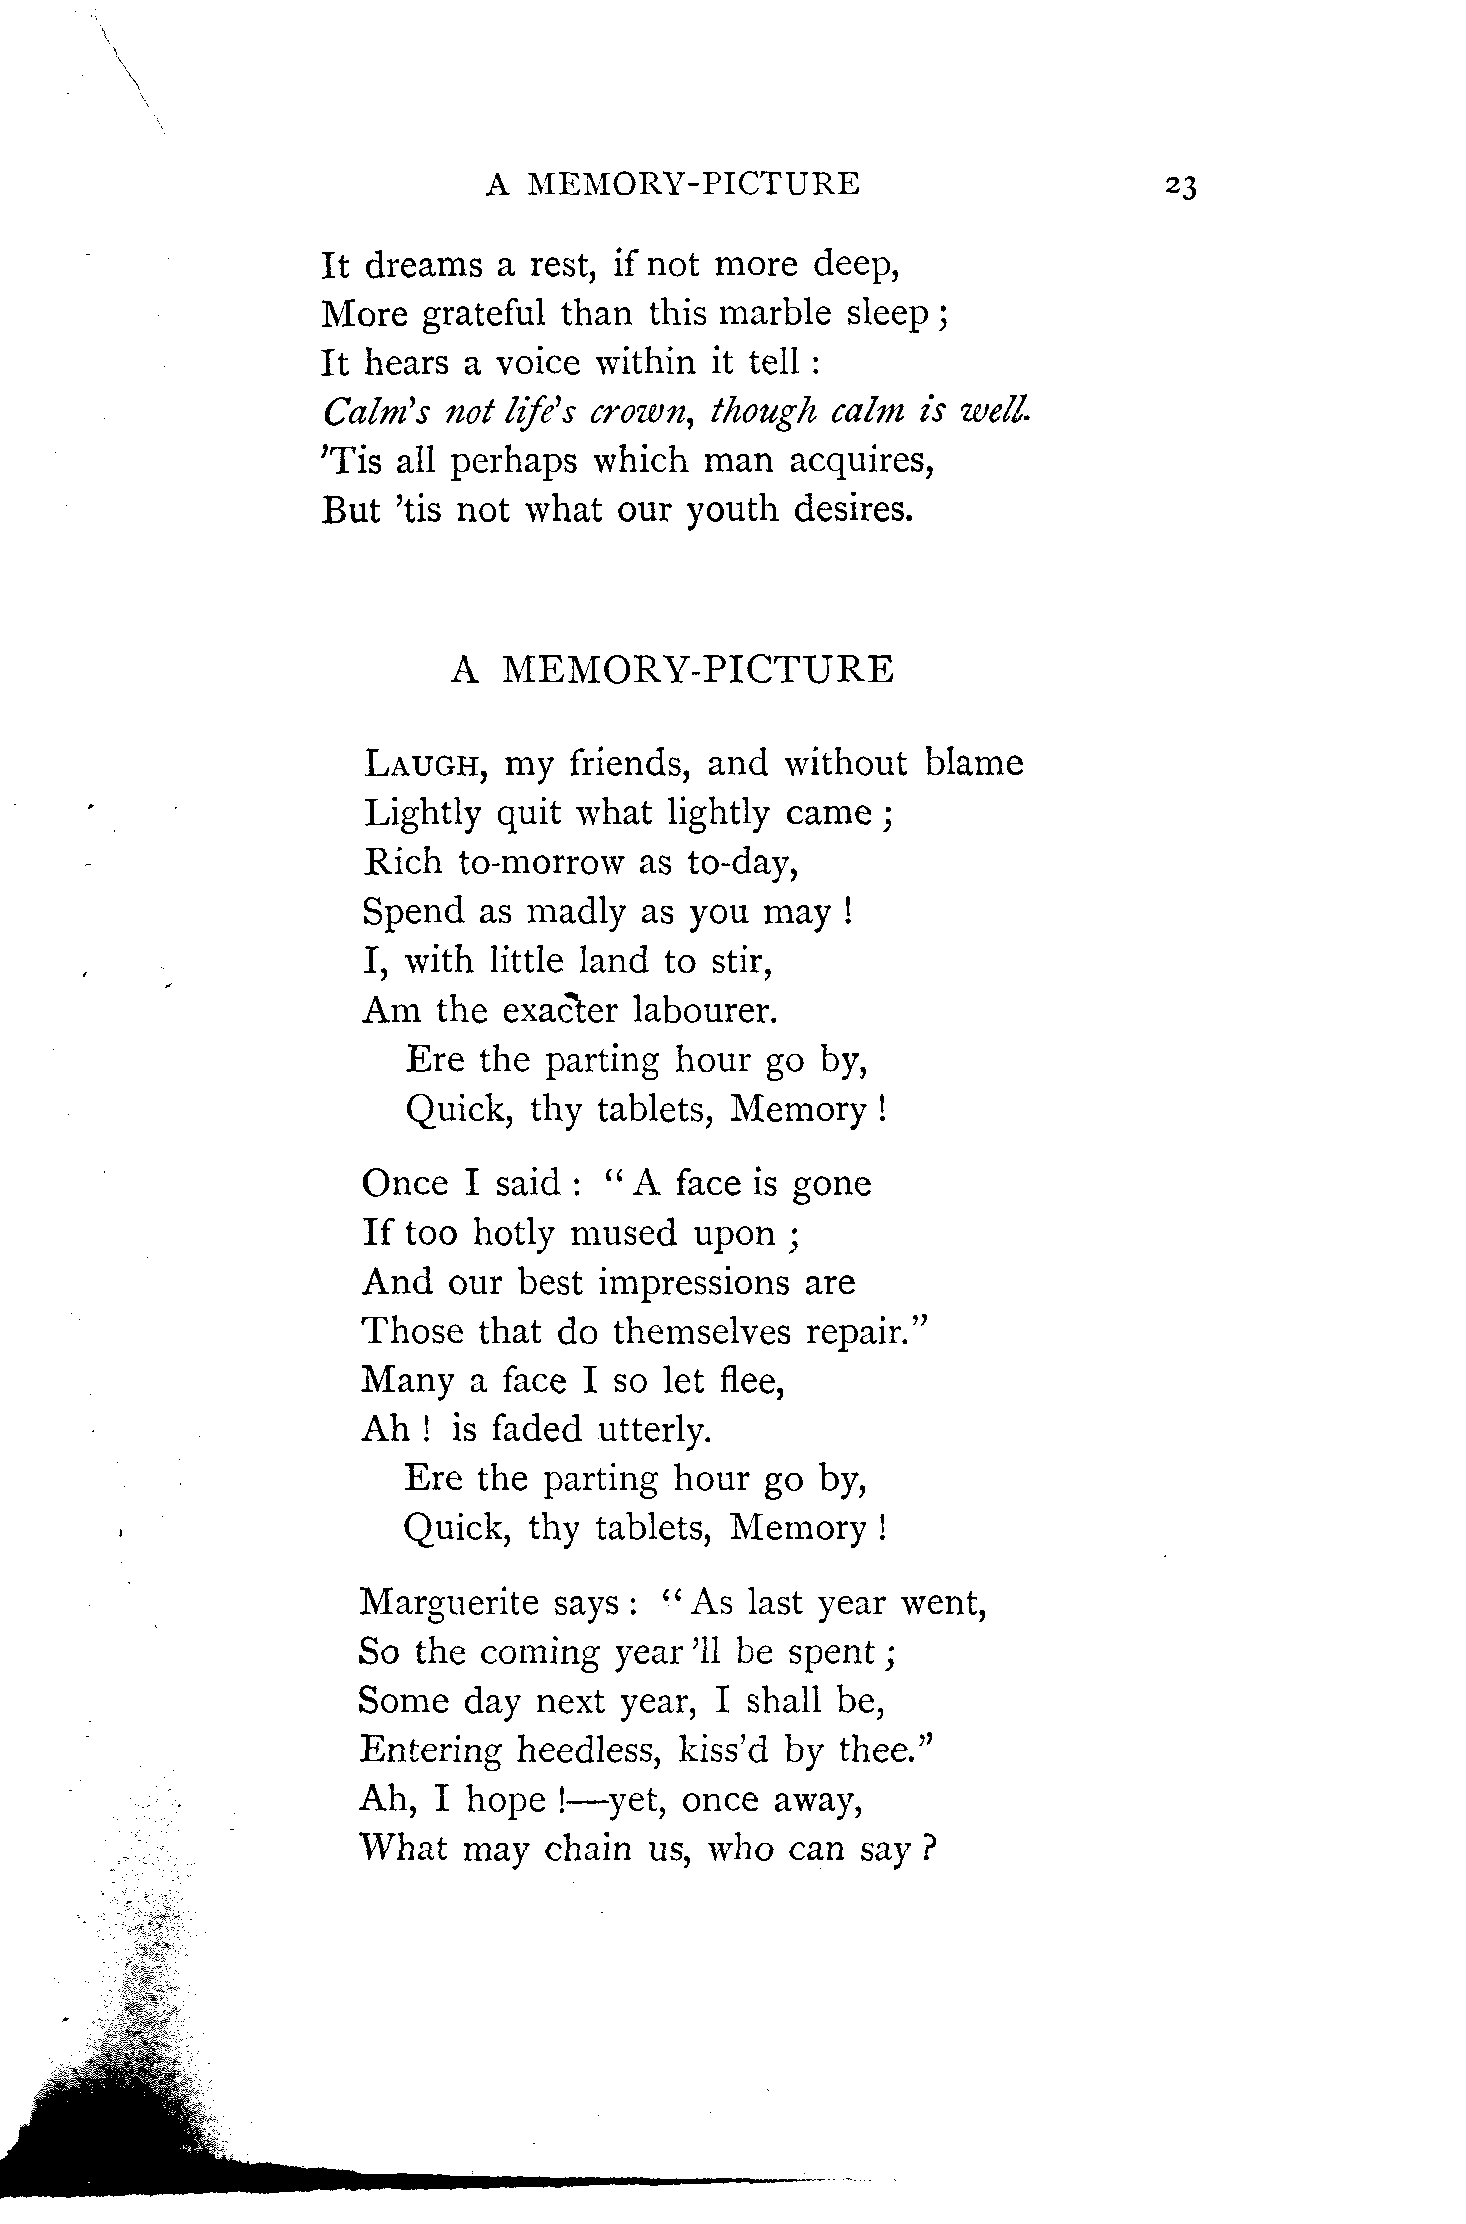 A MEMORY-PICTURE 23
It dreams a rest, if not more deep,
More grateful than this marble sleep ;
It hears a voice within it tell :
Calm's not life's crown, though calm is well.
'Tis all perhaps which man acquires,
But 'tis not what our youth desires.
A MEMORY-PICTURE
LAUGH, my friends, and without blame
Lightly quit what lightly came ;
Rich to-morrow as to-day,
Spend as madly as you may !
I, with little land to stir,
Am the exacter labourer.
Ere the parting hour go by,
Quick, thy tablets, Memory !
Once I said : “ A face is gone
If too hotly mused upon ;
And our best impressions are
Those that do themselves repair.”
Many a face I so let flee,
Ah ! is faded utterly.
Ere the parting hour go by,
Quick, thy tablets, Memory !
Marguerite says : “ As last year went,
So the coming year 'll be spent ;
Some day next year, I shall be,
Entering heedless, kiss'd by thee.”
Ah, I hope !—yet, once away,
What may chain us, who can say ?